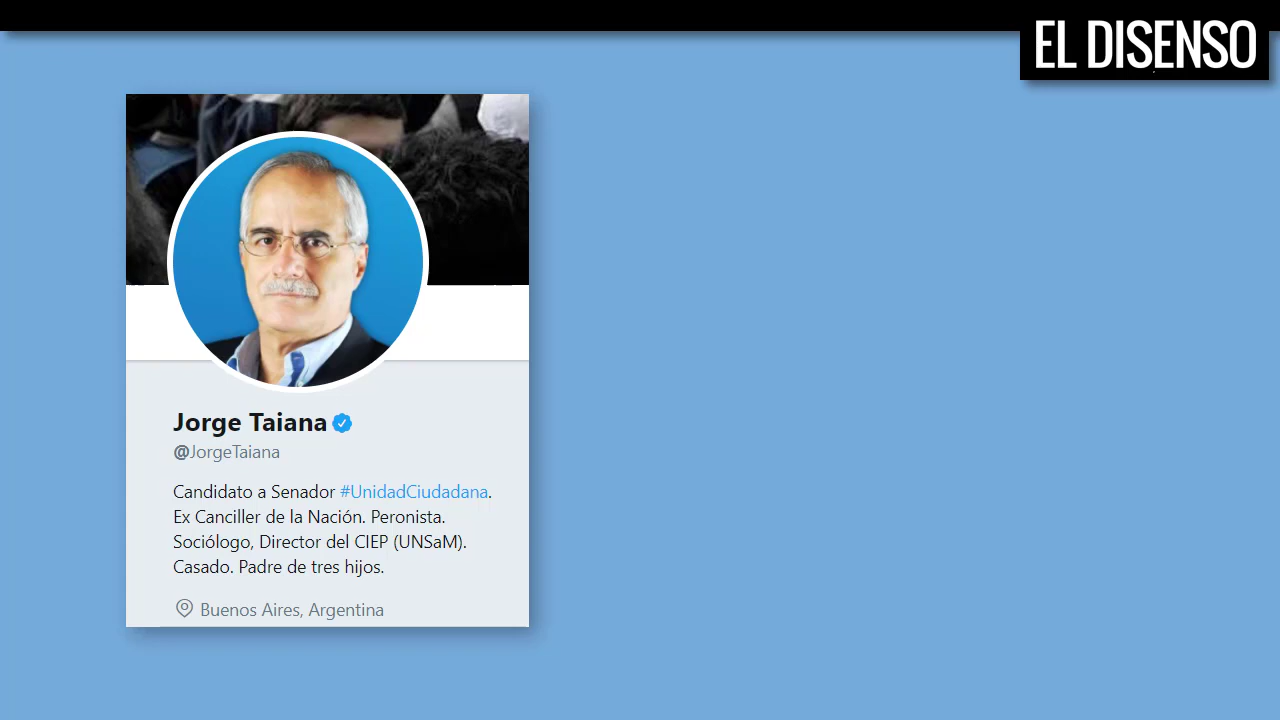 EL DISENSO
Jorge Taiana
@JorgeTaiana
Candidato a Senador #UnidadCiudadana.
Ex Canciller de la Nación. Peronista.
Sociólogo, Director del CIEP (UNSaM).
Casado. Padre de tres hijos.
Buenos Aires, Argentina